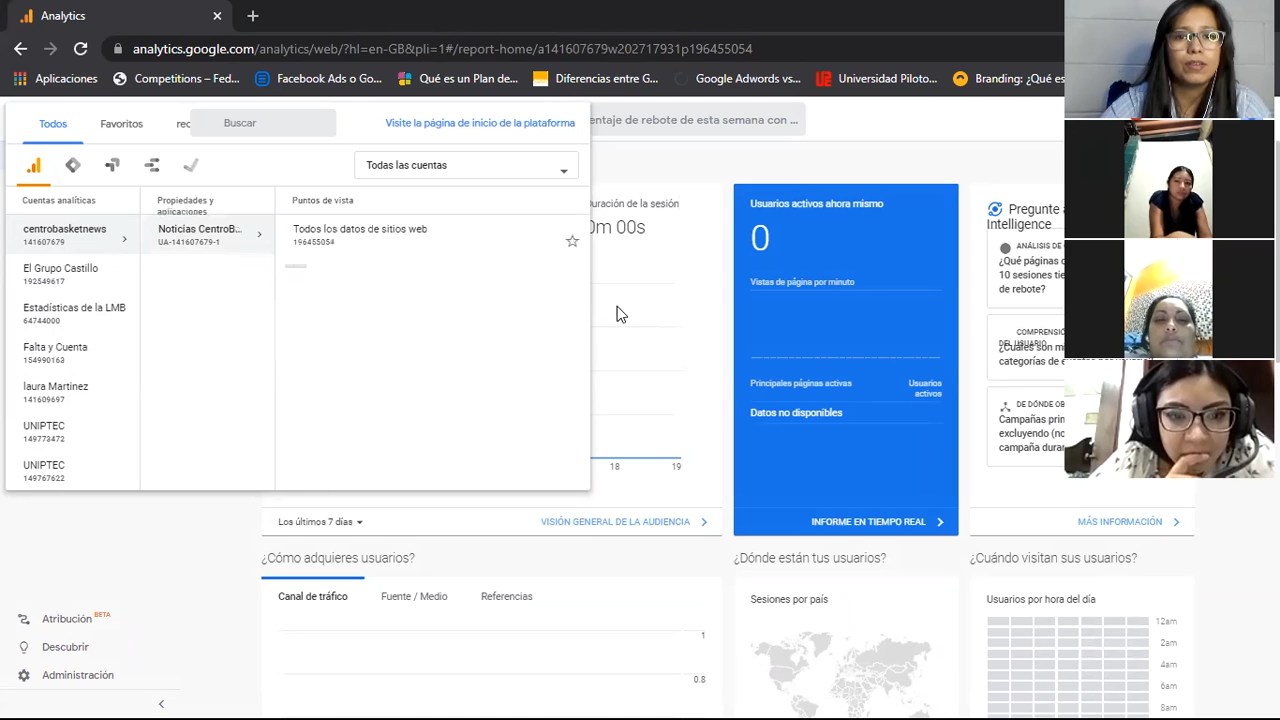 Analytics
analytics.google.com/analytics/web/?hl=en-GB&pli=1#/report-home/a141607679w202717931p196455054
Aplicaciones
Competitions – Fed...
Facebook Ads o Go...
Qué es un Plan de...
Diferencias entre G...
Google Adwords vs...
Universidad Piloto...
Branding: ¿Qué es
Todos
Favoritos
rec
Buscar
Visite la página de inicio de la plataforma
entaje de rebote de esta semana con ...
Todas las cuentas
Cuentas analíticas
Propiedades y
aplicaciones
Puntos de vista
centrobasketnews
141607679
Noticias CentroB...
UA-141607679-1
Todos los datos de sitios web
196455054
El Grupo Castillo
192549617
Estadísticas de la LMB
64744000
Falta y Cuenta
154990163
laura Martinez
141609697
UNIPTEC
149773472
UNIPTEC
149767622
uración de la sesión
0m 00s
18
19
Los últimos 7 días
VISIÓN GENERAL DE LA AUDIENCIA
Usuarios activos ahora mismo
0
Vistas de página por minuto
Principales páginas activas
Usuarios
activos
Datos no disponibles
INFORME EN TIEMPO REAL
Pregunte a
Intelligence
ANÁLISIS DE
¿Qué páginas c
10 sesiones tie
de rebote?
COMPRENSIÓ
DEL USUARIO
¿Cuáles son mi
DE DÓNDE OB
Campañas prin
excluyendo (no
campaña dura
MÁS INFORMACIÓN
¿Cómo adquieres usuarios?
¿Dónde están tus usuarios?
¿Cuándo visitan sus usuarios?
Canal de tráfico
Fuente / Medio
Referencias
1
0.8
Sesiones por país
Usuarios por hora del día
12am
2am
4am
6am
8am
Atribución BETA
Descubrir
Administración